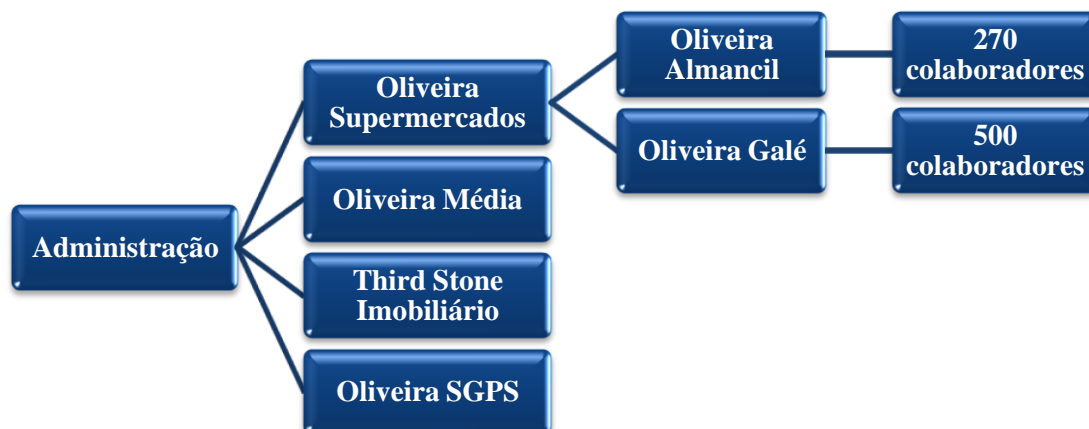 Oliveira
Almancil
270
colaboradores
Oliveira
Supermercados
Oliveira Galé
500
colaboradores
Oliveira Média
Administração
Third Stone
Imobiliário
Oliveira SGPS